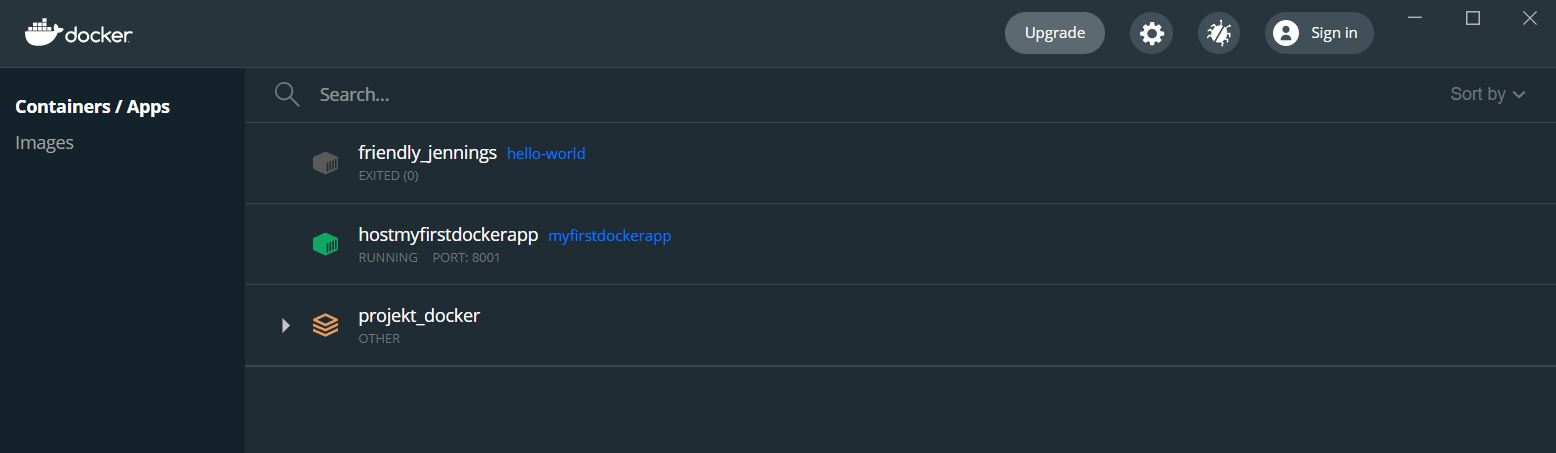 docker
Upgrade
Sign in
Containers / Apps
Images
Search...
Sort by
friendly_jennings hello-world
EXITED (0)
hostmyfirstdockerapp myfirstdockerapp
RUNNING PORT: 8001
projekt_docker
OTHER